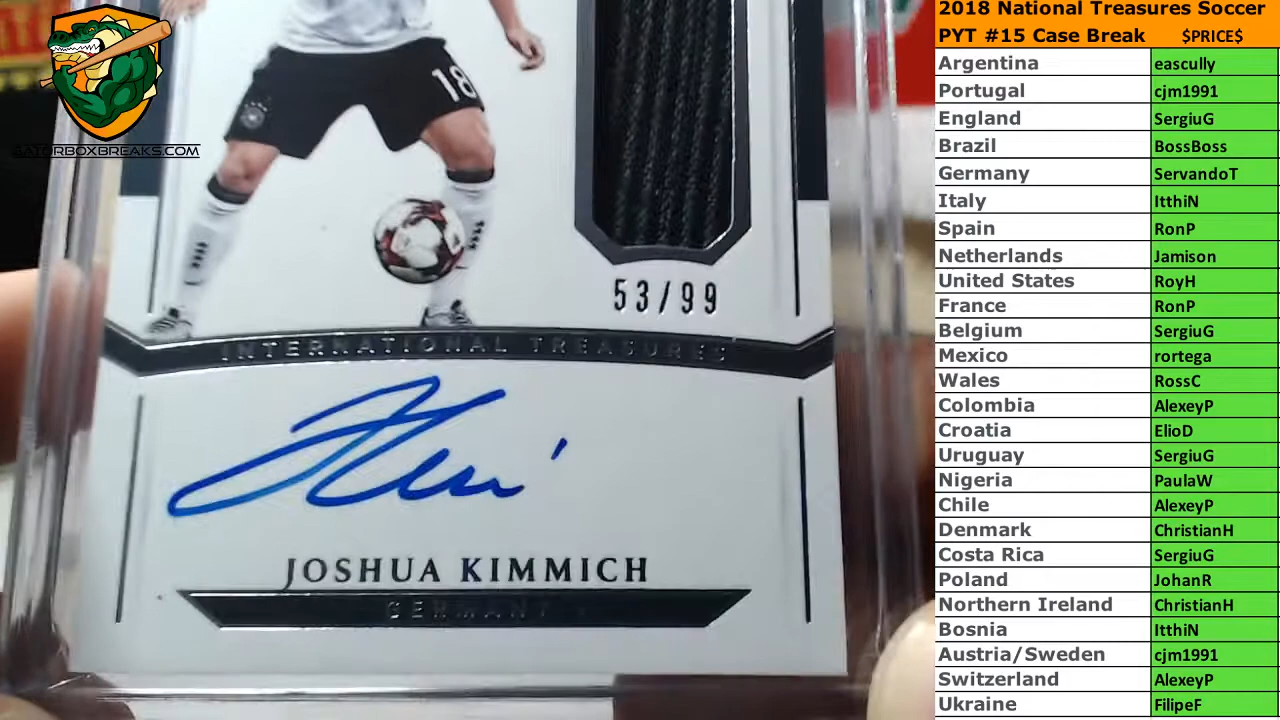 GATORBOXBREAKS.COM
18
53/99
INTERNATIONAL TREASURES
JOSHUA KIMMICH
GERMANY
2018 National Treasures Soccer
PYT #15 Case Break $PRICE$
Argentina eascully
Portugal cjm1991
England SergiuG
Brazil BossBoss
Germany ServandoT
Italy ItthiN
Spain RonP
Netherlands Jamison
United States RoyH
France RonP
Belgium SergiuG
Mexico rortega
Wales RossC
Colombia AlexeyP
Croatia ElioD
Uruguay SergiuG
Nigeria PaulaW
Chile AlexeyP
Denmark ChristianH
Costa Rica SergiuG
Poland JohanR
Northern Ireland ChristianH
Bosnia ItthiN
Austria/Sweden cjm1991
Switzerland AlexeyP
Ukraine FilipeF